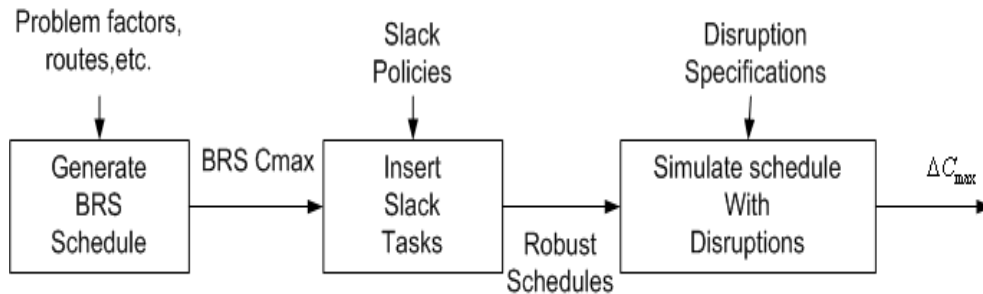 Problem factors,
routes,etc.
Slack
Policies
Disruption
Specifications
Generate
BRS
Schedule
BRS Cmax
Insert
Slack
Tasks
Robust
Schedules
Simulate schedule
With
Disruptions
ΔCmax